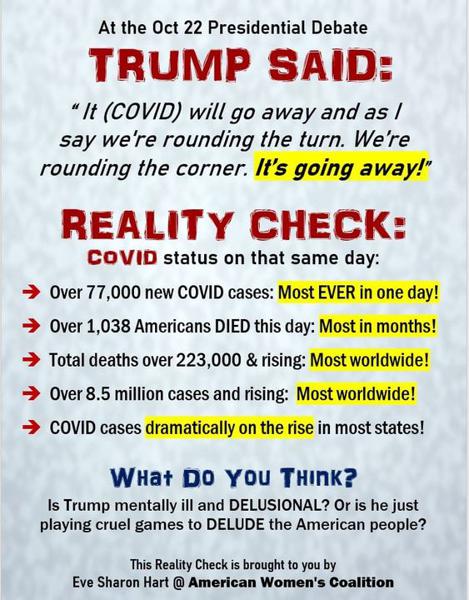 At the Oct 22 Presidential Debate
TRUMP SAID:
“ It (COVID) will go away and as I
say we're rounding the turn. We're
rounding the corner. It's going away!”
REALITY CHECK:
COVID status on that same day:
➔ Over 77,000 new COVID cases: Most EVER in one day!
➔ Over 1,038 Americans DIED this day: Most in months!
➔ Total deaths over 223,000 & rising: Most worldwide!
➔ Over 8.5 million cases and rising: Most worldwide!
➔ COVID cases dramatically on the rise in most states!
What Do You Think?
Is Trump mentally ill and DELUSIONAL? Or is he just
playing cruel games to DELUDE the American people?
This Reality Check is brought to you by
Eve Sharon Hart @ American Women's Coalition